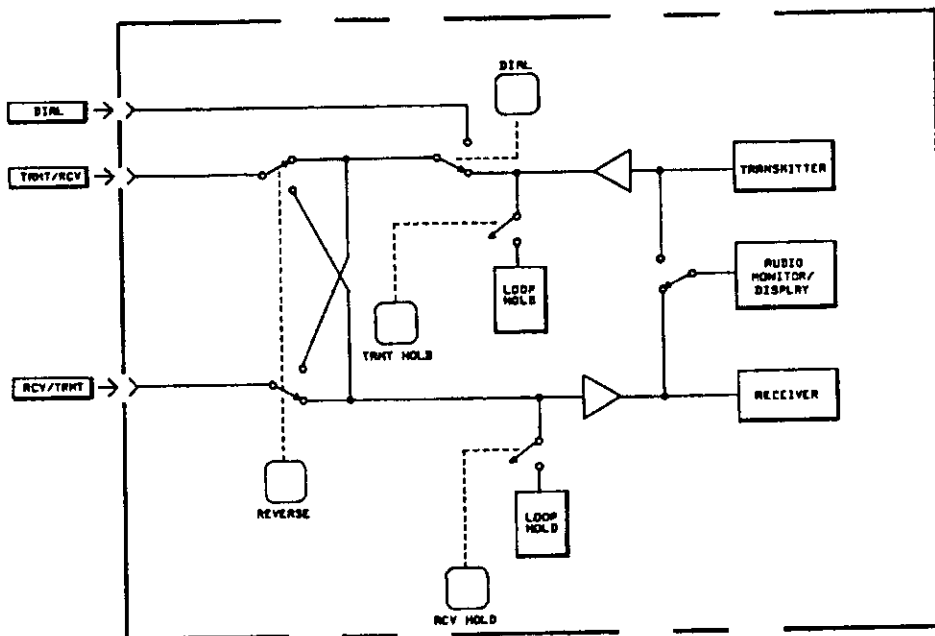 DIAL
DIAL
TRMT/RCV
TRANSMITTER
AUDIO
MONITOR/
DISPLAY
LOOP
HOLD
TRMT HOLD
RCV/TRMT
RECEIVER
REVERSE
LOOP
HOLD
RCV HOLD